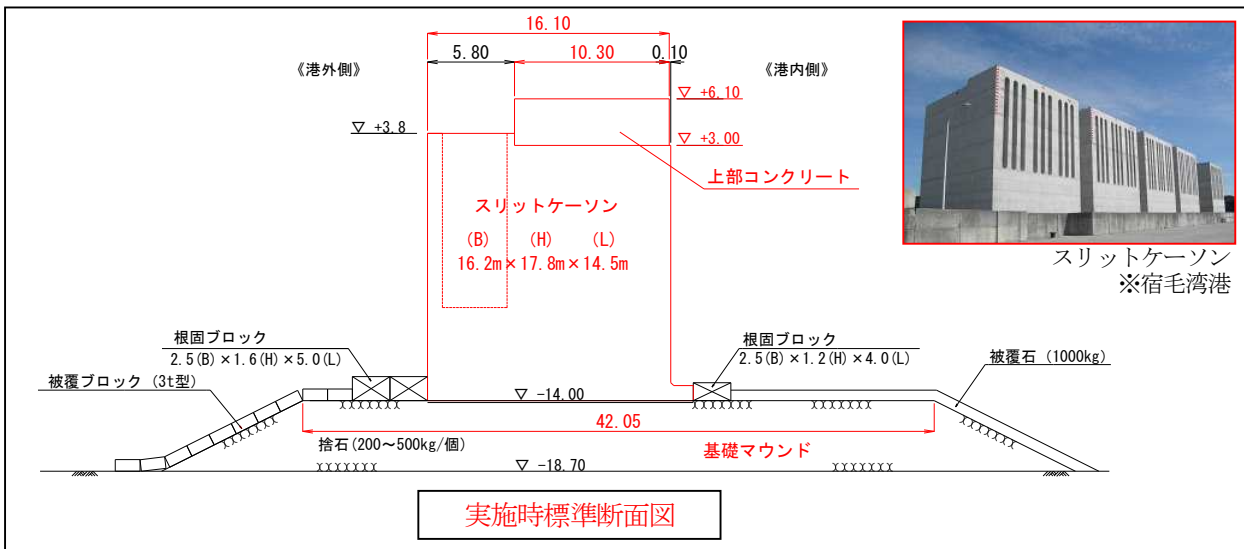 16.10
5.80
10.30
0.10
《港外側》
《港内側》
▽ +6.10
▽ +3.8
▽ +3.00
上部コンクリート
スリットケーソン
(B) (H) (L)
16.2m×17.8m×14.5m
スリットケーソン
※宿毛湾港
根固ブロック
2.5(B)×1.6(H)×5.0(L)
根固ブロック
2.5(B)×1.2(H)×4.0(L)
被覆ブロック (3t型)
被覆石 (1000kg)
▽ -14.00
42.05
捨石(200~500kg/個)
基礎マウンド
▽ -18.70
実施時標準断面図